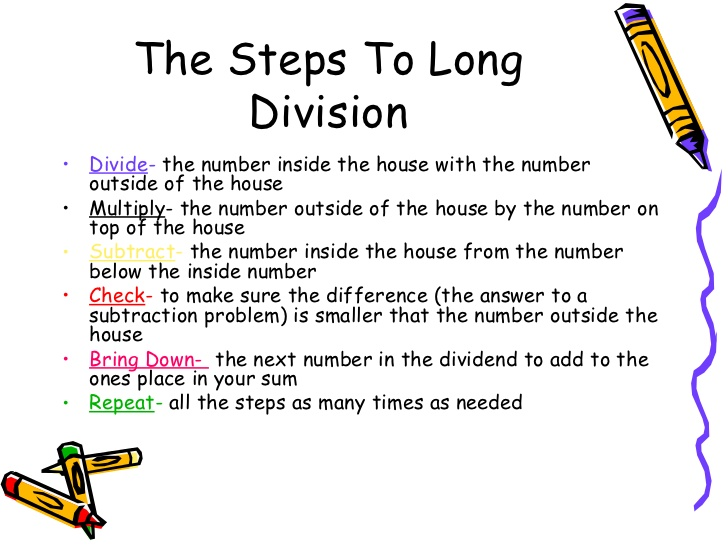 The Steps To Long
Division
• Divide- the number inside the house with the number
outside of the house
• Multiply- the number outside of the house by the number on
top of the house
• Subtract- the number inside the house from the number
below the inside number
• Check- to make sure the difference (the answer to a
subtraction problem) is smaller that the number outside the
house
• Bring Down- the next number in the dividend to add to the
ones place in your sum
• Repeat- all the steps as many times as needed